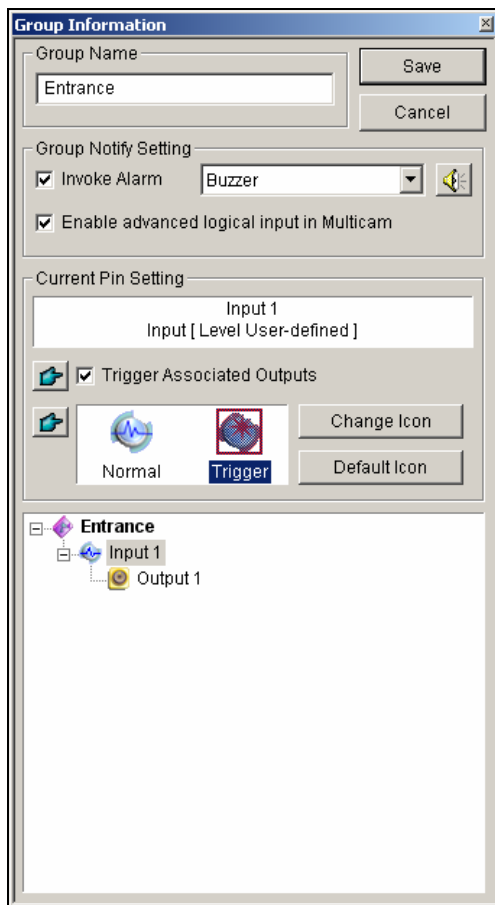 Group Information
Group Name
Entrance
Save
Cancel
Group Notify Setting
Invoke Alarm
Buzzer
Enable advanced logical input in Multicam
Current Pin Setting
Input 1
Input [ Level User-defined ]
Trigger Associated Outputs
Normal
Trigger
Change Icon
Default Icon
Entrance
Input 1
Output 1